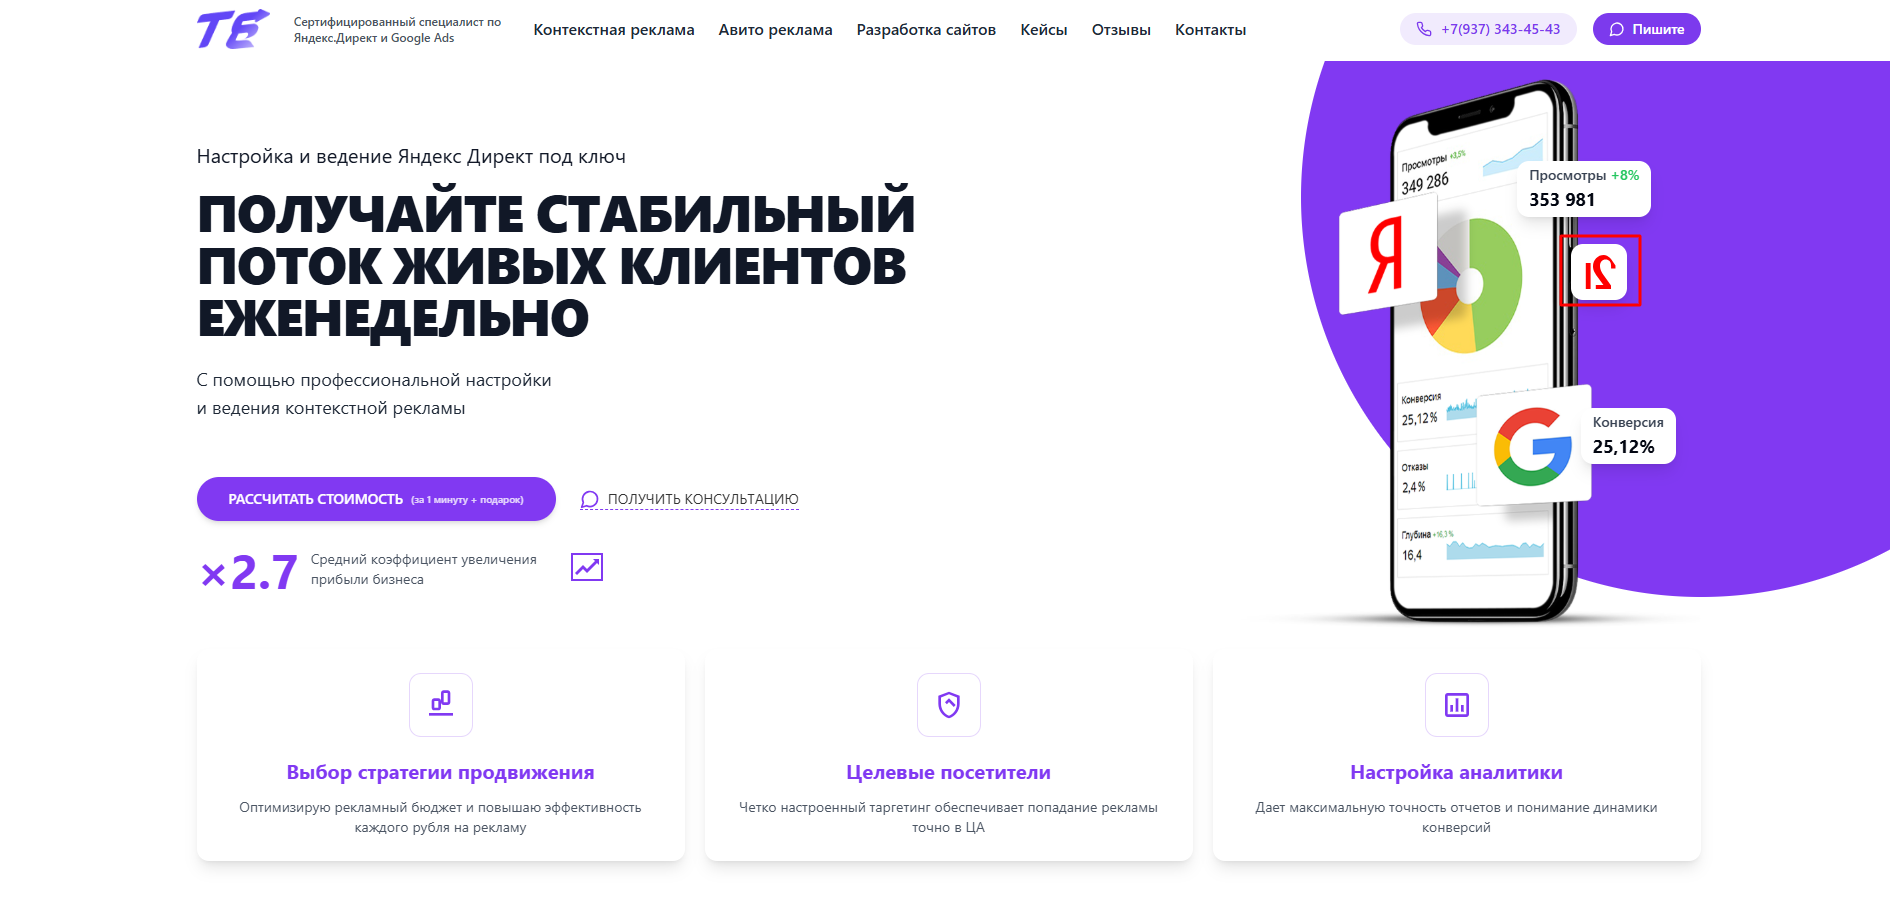 ТЕ
Сертифицированный специалист по
Яндекс.Директ и Google Ads
Контекстная реклама
Авито реклама
Разработка сайтов
Кейсы
Отзывы
Контакты
+7(937) 343-45-43
Пишите
Настройка и ведение Яндекс Директ под ключ
ПОЛУЧАЙТЕ СТАБИЛЬНЫЙ
ПОТОК ЖИВЫХ КЛИЕНТОВ
ЕЖЕНЕДЕЛЬНО
С помощью профессиональной настройки
и ведения контекстной рекламы
РАССЧИТАТЬ СТОИМОСТЬ (за 1 минуту + подарок)
ПОЛУЧИТЬ КОНСУЛЬТАЦИЮ
×2.7
Средний коэффициент увеличения
прибыли бизнеса
Просмотры +3,5%
349 286
Просмотры +8%
353 981
Я
Конверсия
25,12%
G
Конверсия
25,12%
Отказы
2,4%
Глубина +16,3%
16,4
Выбор стратегии продвижения
Оптимизирую рекламный бюджет и повышаю эффективность
каждого рубля на рекламу
Целевые посетители
Четко настроенный таргетинг обеспечивает попадание рекламы
точно в ЦА
Настройка аналитики
Дает максимальную точность отчетов и понимание динамики
конверсий